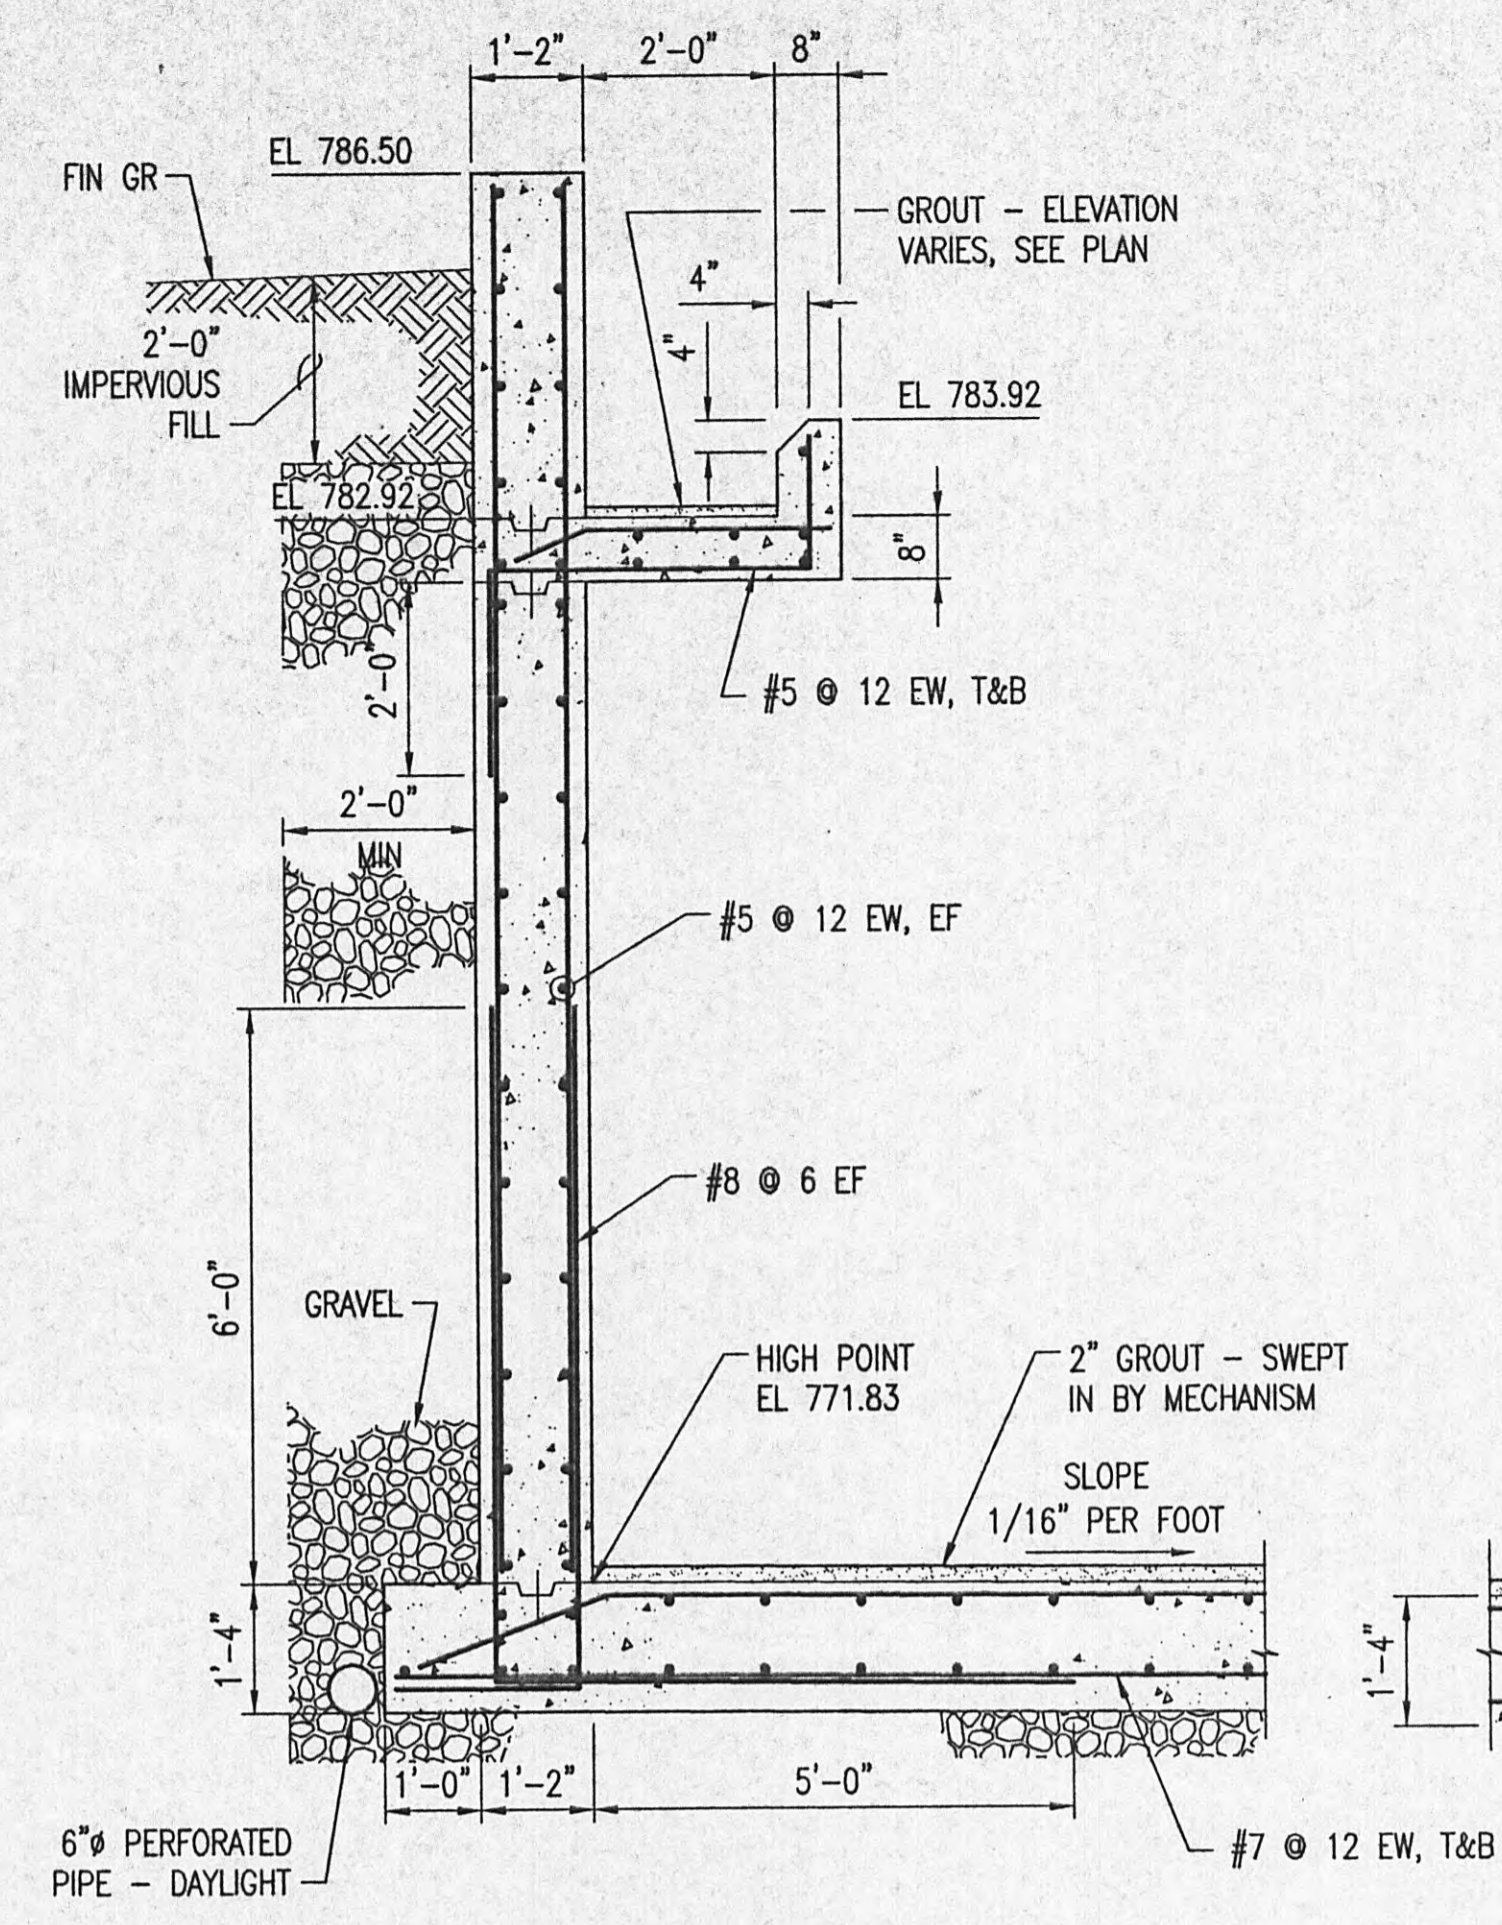 1'-2"
2'-0"
8"
EL 786.50
FIN GR
GROUT - ELEVATION
VARIES, SEE PLAN
4"
4"
2'-0"
IMPERVIOUS
FILL
EL 783.92
EL 782.92
8"
2'-0"
#5 @ 12 EW, T&B
2'-0"
MIN
#5 @ 12 EW, EF
#8 @ 6 EF
6'-0"
GRAVEL
HIGH POINT
EL 771.83
2" GROUT - SWEPT
IN BY MECHANISM
SLOPE
1/16" PER FOOT
1'-4"
1'-4"
1'-0"
1'-2"
5'-0"
6"ø PERFORATED
PIPE - DAYLIGHT
#7 @ 12 EW, T&B